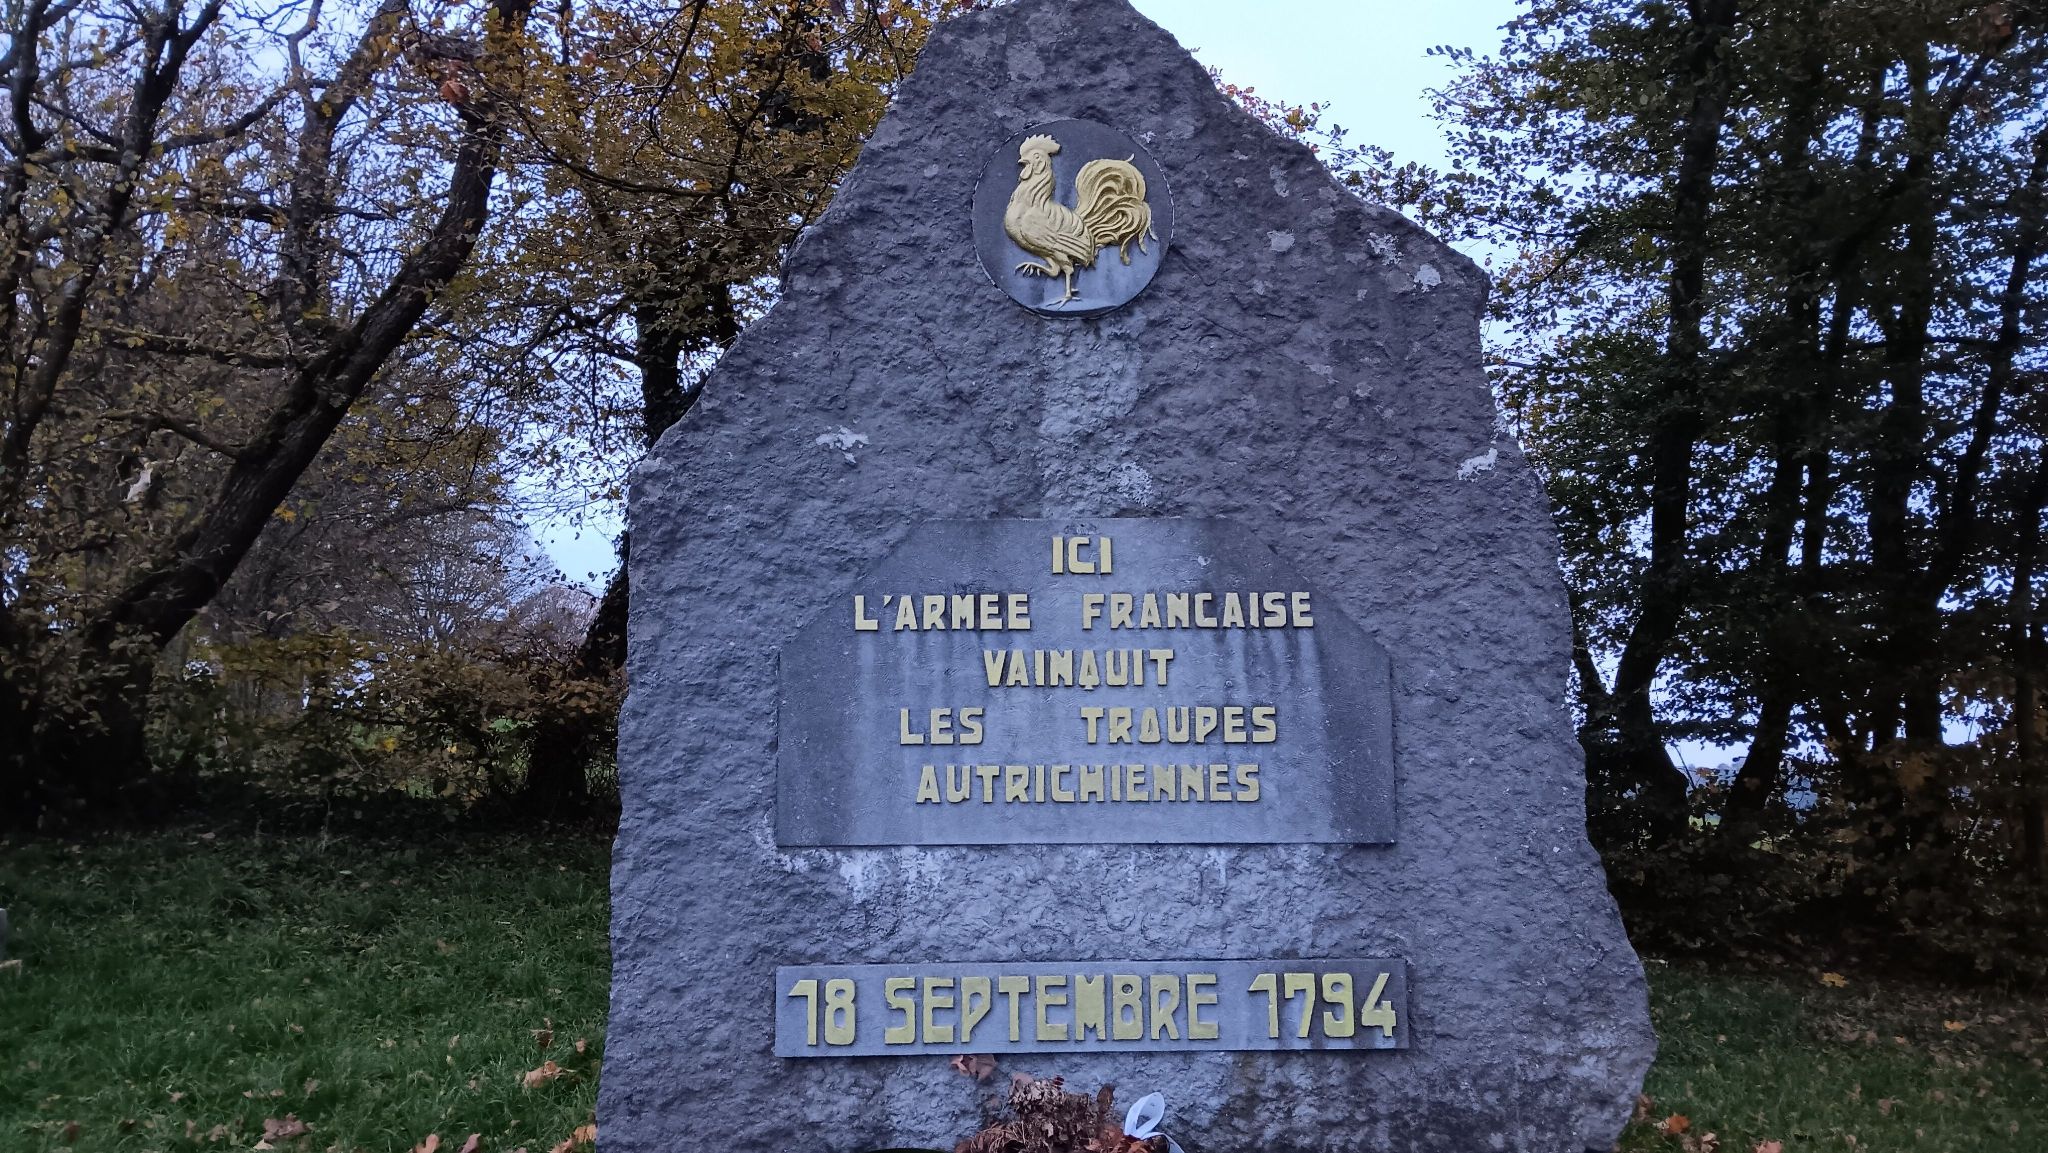 ICI
L'ARMEE FRANCAISE
VAINQUIT
LES TROUPES
AUTRICHIENNES
18 SEPTEMBRE 1794